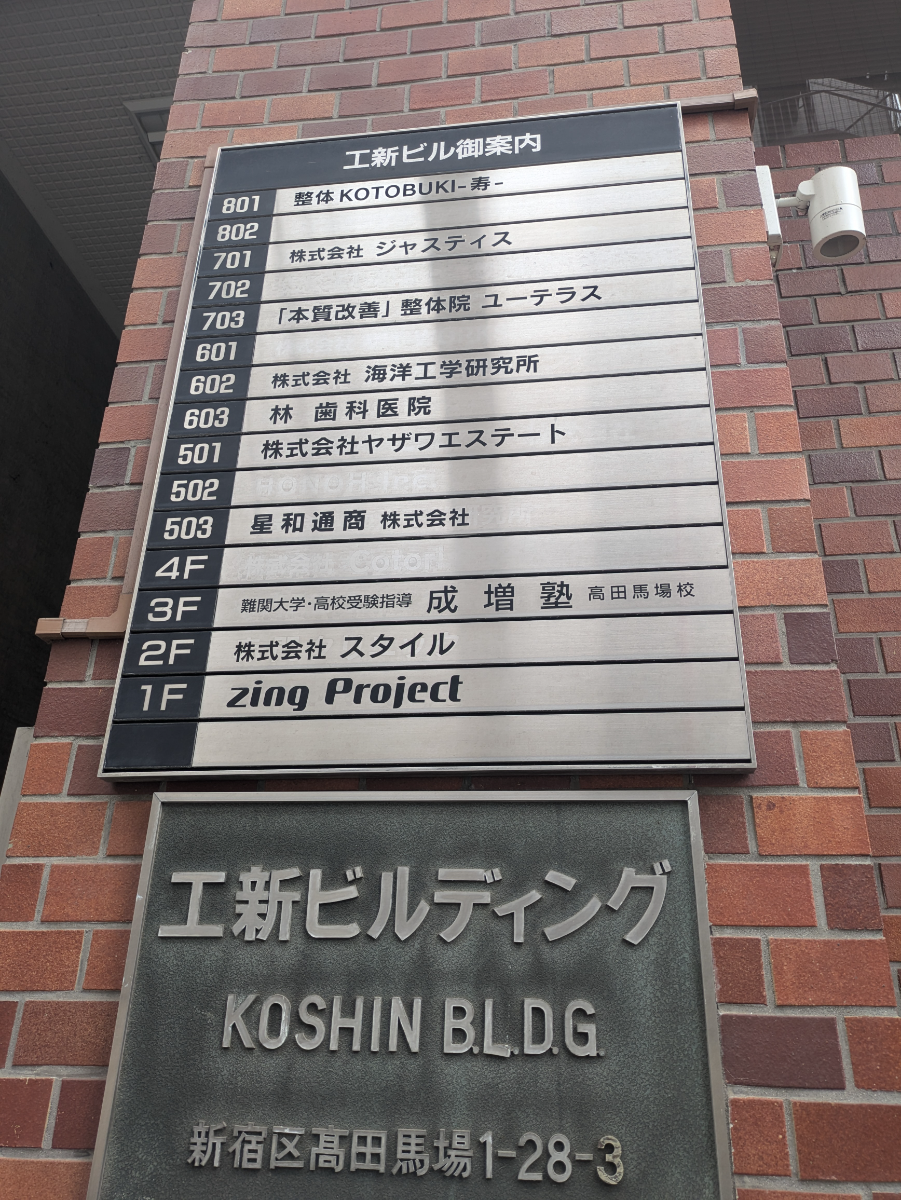 工新ビル御案内
801 整体 KOTOBUKI-寿-
802
701 株式会社 ジャスティス
702
703 「本質改善」整体院 ユーテラス
601
602 株式会社 海洋工学研究所
603 林 歯科医院
501 株式会社ヤザワエステート
502
503 星和通商 株式会社
4F 株式会社
3F 難関大学・高校受験指導 成増塾 高田馬場校
2F 株式会社 スタイル
1F zing Project
工新ビルディング
KOSHIN B.L.D.G.
新宿区髙田馬場1-28-3